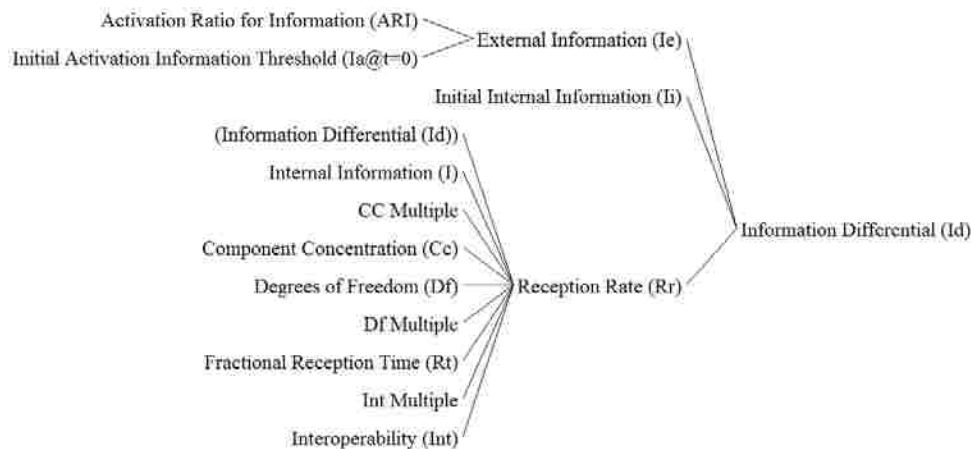 Activation Ratio for Information (ARI)
Initial Activation Information Threshold (Ia@t=0)
External Information (Ie)
Initial Internal Information (Ii)
(Information Differential (Id))
Internal Information (I)
CC Multiple
Component Concentration (Cc)
Degrees of Freedom (Df)
Df Multiple
Fractional Reception Time (Rt)
Int Multiple
Interoperability (Int)
Reception Rate (Rr)
Information Differential (Id)